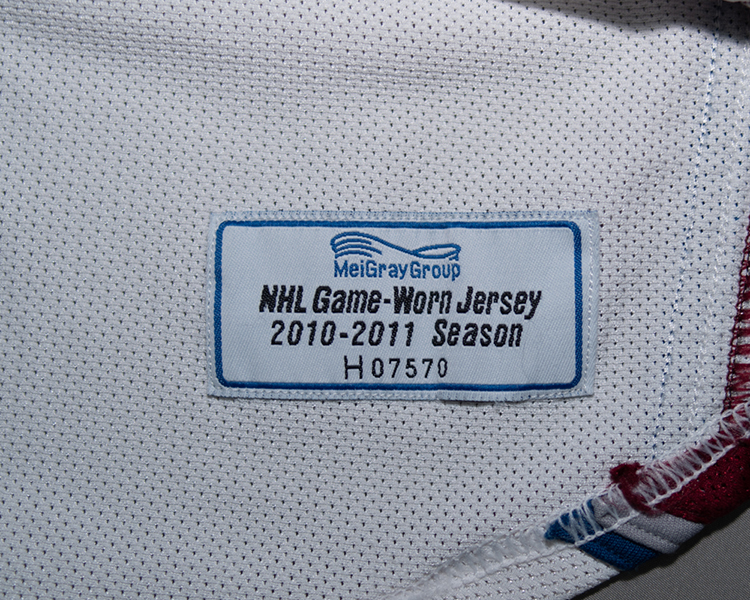 MeiGrayGroup
NHL Game-Worn Jersey
2010-2011 Season
H07570